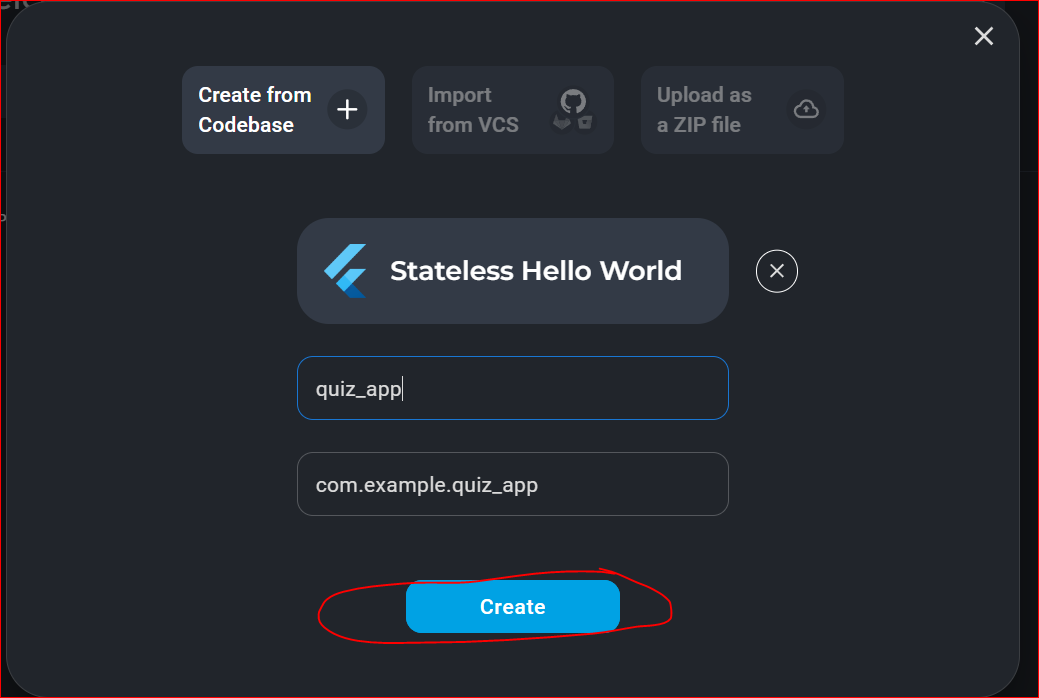 Create from
Codebase
Import
from VCS
Upload as
a ZIP file
Stateless Hello World
quiz_app
com.example.quiz_app
Create